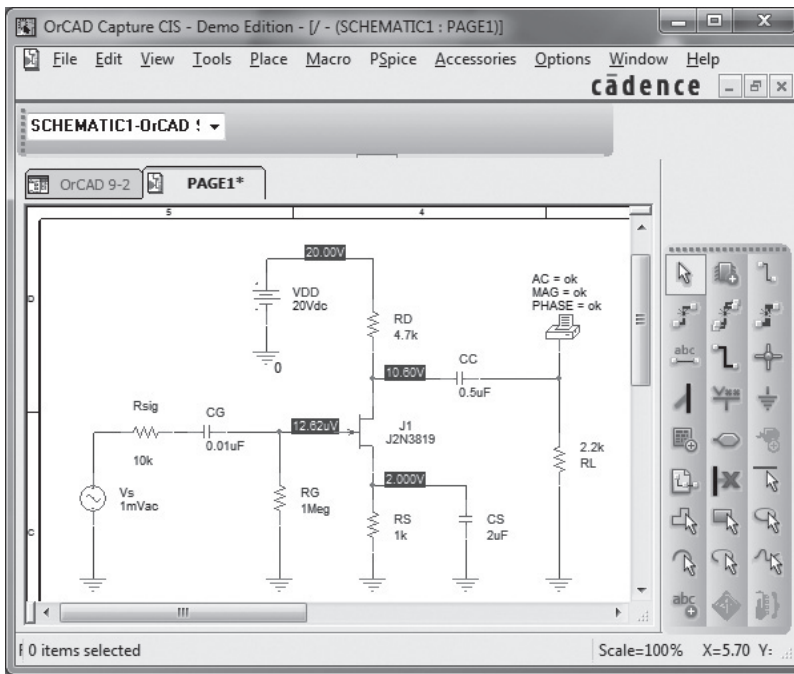 OrCAD Capture CIS - Demo Edition - [/ - (SCHEMATIC1 : PAGE1)]
File Edit View Tools Place Macro PSpice Accessories Options Window Help
cādence
SCHEMATIC1-OrCAD
OrCAD 9-2
PAGE1*
5
4
D
C
20.00V
VDD
20Vdc
0
RD
4.7k
AC = ok
MAG = ok
PHASE = ok
10.60V
CC
0.5uF
Rsig
10k
CG
0.01uF
12.62uV
J1
J2N3819
2.2k
RL
Vs
1mVac
RG
1Meg
2.000V
RS
1k
CS
2uF
abc
abc
0 items selected
Scale=100% X=5.70 Y: